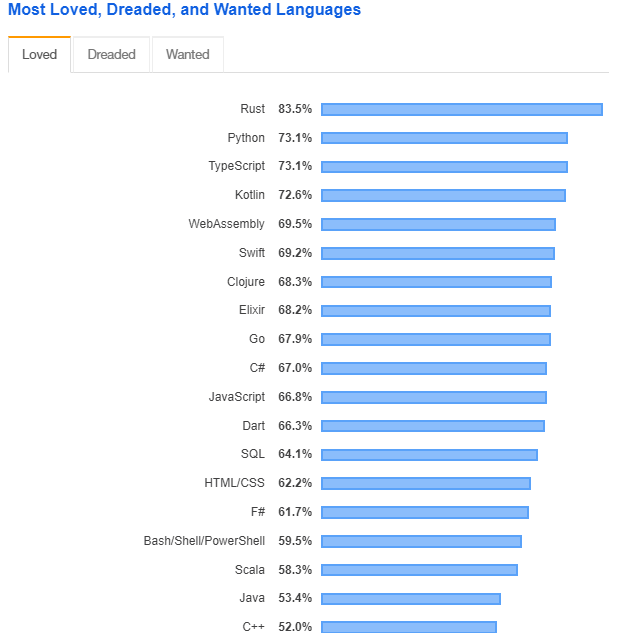 Most Loved, Dreaded, and Wanted Languages
Loved Dreaded Wanted
Rust 83.5%
Python 73.1%
TypeScript 73.1%
Kotlin 72.6%
WebAssembly 69.5%
Swift 69.2%
Clojure 68.3%
Elixir 68.2%
Go 67.9%
C# 67.0%
JavaScript 66.8%
Dart 66.3%
SQL 64.1%
HTML/CSS 62.2%
F# 61.7%
Bash/Shell/PowerShell 59.5%
Scala 58.3%
Java 53.4%
C++ 52.0%